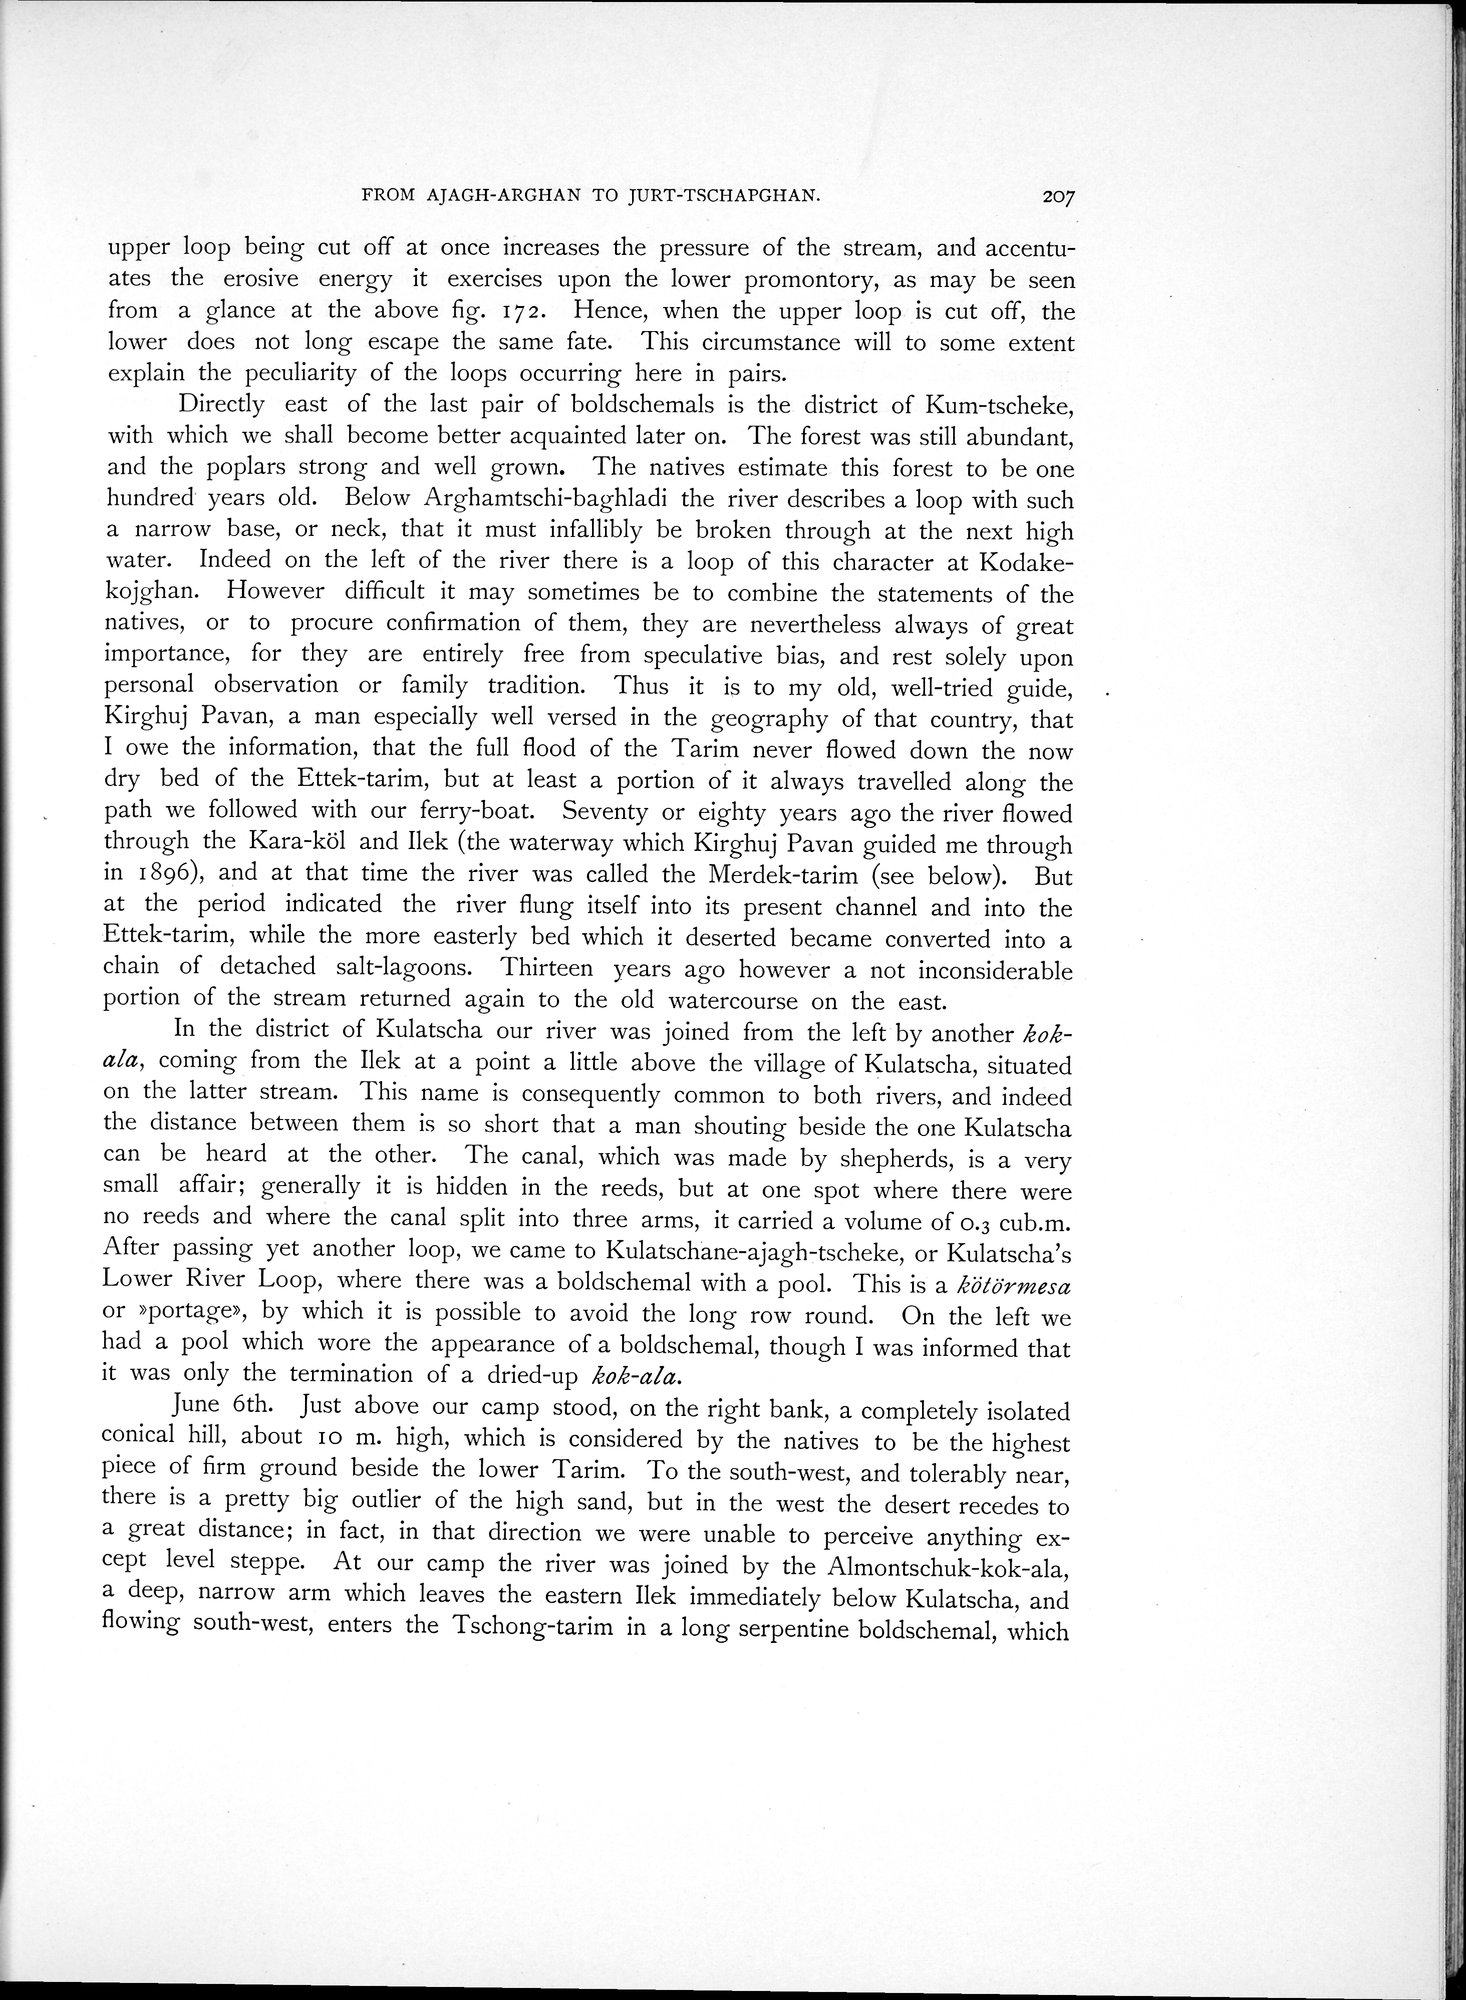 FROM AJAGH-ARGHAN TO JURT-TSCHAPGHAN. 207
upper loop being cut off at once increases the pressure of the stream, and accentu-
ates the erosive energy it exercises upon the lower promontory, as may be seen
from a glance at the above fig. 172. Hence, when the upper loop is cut off, the
lower does not long escape the same fate. This circumstance will to some extent
explain the peculiarity of the loops occurring here in pairs.
Directly east of the last pair of boldschemals is the district of Kum-tscheke,
with which we shall become better acquainted later on. The forest was still abundant,
and the poplars strong and well grown. The natives estimate this forest to be one
hundred years old. Below Arghamtschi-baghladi the river describes a loop with such
a narrow base, or neck, that it must infallibly be broken through at the next high
water. Indeed on the left of the river there is a loop of this character at Kodake-
kojghan. However difficult it may sometimes be to combine the statements of the
natives, or to procure confirmation of them, they are nevertheless always of great
importance, for they are entirely free from speculative bias, and rest solely upon
personal observation or family tradition. Thus it is to my old, well-tried guide,
Kirghuj Pavan, a man especially well versed in the geography of that country, that
I owe the information, that the full flood of the Tarim never flowed down the now
dry bed of the Ettek-tarim, but at least a portion of it always travelled along the
path we followed with our ferry-boat. Seventy or eighty years ago the river flowed
through the Kara-köl and Ilek (the waterway which Kirghuj Pavan guided me through
in 1896), and at that time the river was called the Merdek-tarim (see below). But
at the period indicated the river flung itself into its present channel and into the
Ettek-tarim, while the more easterly bed which it deserted became converted into a
chain of detached salt-lagoons. Thirteen years ago however a not inconsiderable
portion of the stream returned again to the old watercourse on the east.
In the district of Kulatscha our river was joined from the left by another kok-
ala, coming from the Ilek at a point a little above the village of Kulatscha, situated
on the latter stream. This name is consequently common to both rivers, and indeed
the distance between them is so short that a man shouting beside the one Kulatscha
can be heard at the other. The canal, which was made by shepherds, is a very
small affair; generally it is hidden in the reeds, but at one spot where there were
no reeds and where the canal split into three arms, it carried a volume of 0.3 cub.m.
After passing yet another loop, we came to Kulatschane-ajagh-tscheke, or Kulatscha's
Lower River Loop, where there was a boldschemal with a pool. This is a kötörmesa
or »portage», by which it is possible to avoid the long row round. On the left we
had a pool which wore the appearance of a boldschemal, though I was informed that
it was only the termination of a dried-up kok-ala.
June 6th. Just above our camp stood, on the right bank, a completely isolated
conical hill, about 10 m. high, which is considered by the natives to be the highest
piece of firm ground beside the lower Tarim. To the south-west, and tolerably near,
there is a pretty big outlier of the high sand, but in the west the desert recedes to
a great distance; in fact, in that direction we were unable to perceive anything ex-
cept level steppe. At our camp the river was joined by the Almontschuk-kok-ala,
a deep, narrow arm which leaves the eastern Ilek immediately below Kulatscha, and
flowing south-west, enters the Tschong-tarim in a long serpentine boldschemal, which